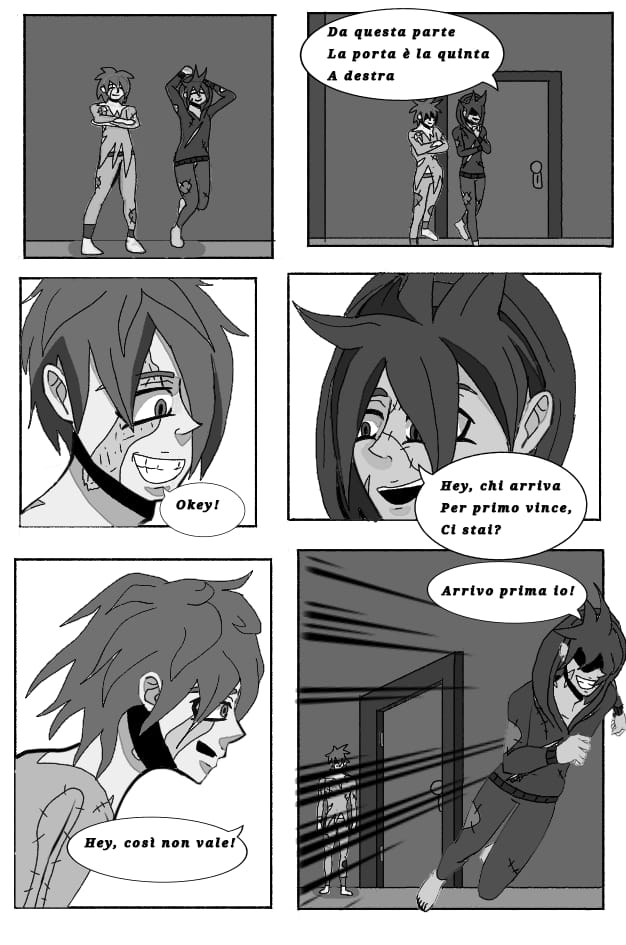 Da questa parte
La porta è la quinta
A destra
Okey!
Hey, chi arriva
Per primo vince,
Ci stai?
Hey, così non vale!
Arrivo prima io!